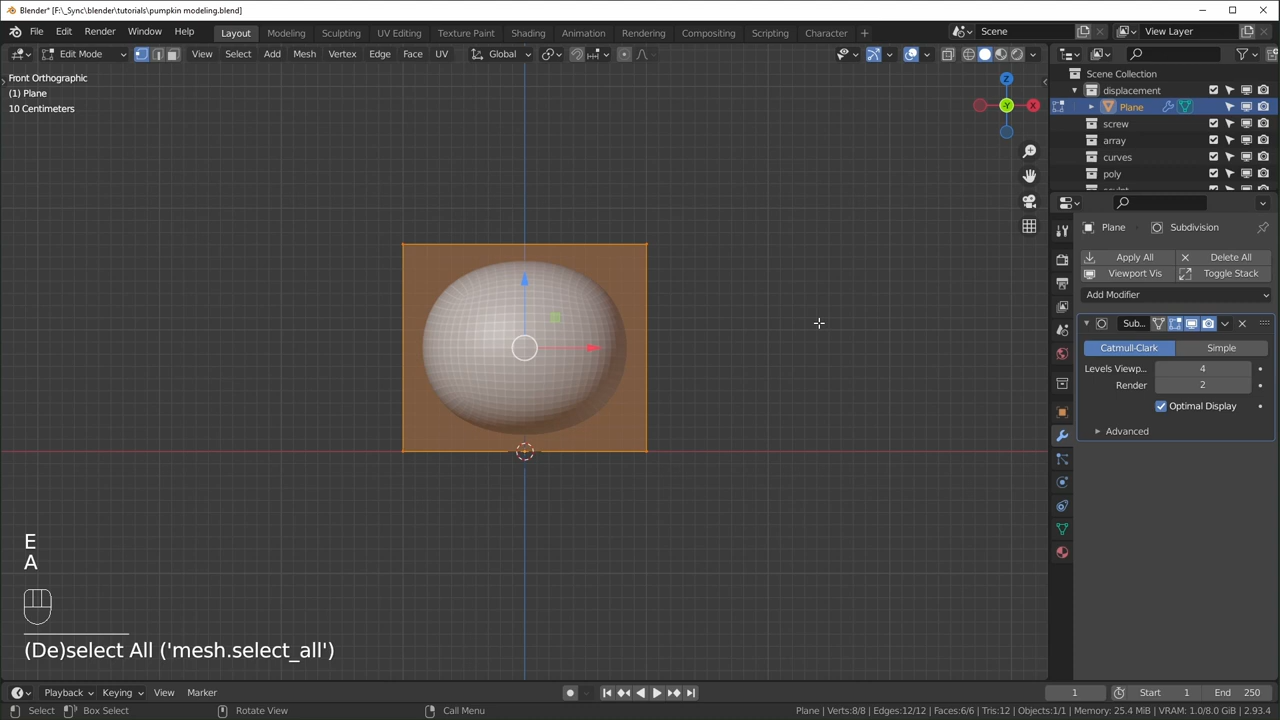 Blender* [F:\_Sync\blender\tutorials\pumpkin modeling.blend]
File Edit Render Window Help Layout Modeling Sculpting UV Editing Texture Paint Shading Animation Rendering Compositing Scripting Character + Scene View Layer
Edit Mode View Select Add Mesh Vertex Edge Face UV Global
Front Orthographic
(1) Plane
10 Centimeters
Z
X
-Y
Scene Collection
displacement
Plane
screw
array
curves
poly
Plane Subdivision
Apply All Delete All
Viewport Vis Toggle Stack
Add Modifier
Sub...
Catmull-Clark Simple
Levels Viewp... 4
Render 2
Optimal Display
Advanced
E
A
(De)select All ('mesh.select_all')
Playback Keying View Marker 1 Start 1 End 250
Select Box Select Rotate View Call Menu Plane | Verts:8/8 | Edges:12/12 | Faces:6/6 | Tris:12 | Objects:1/1 | Memory: 25.4 MiB | VRAM: 1.0/8.0 GiB | 2.93.4